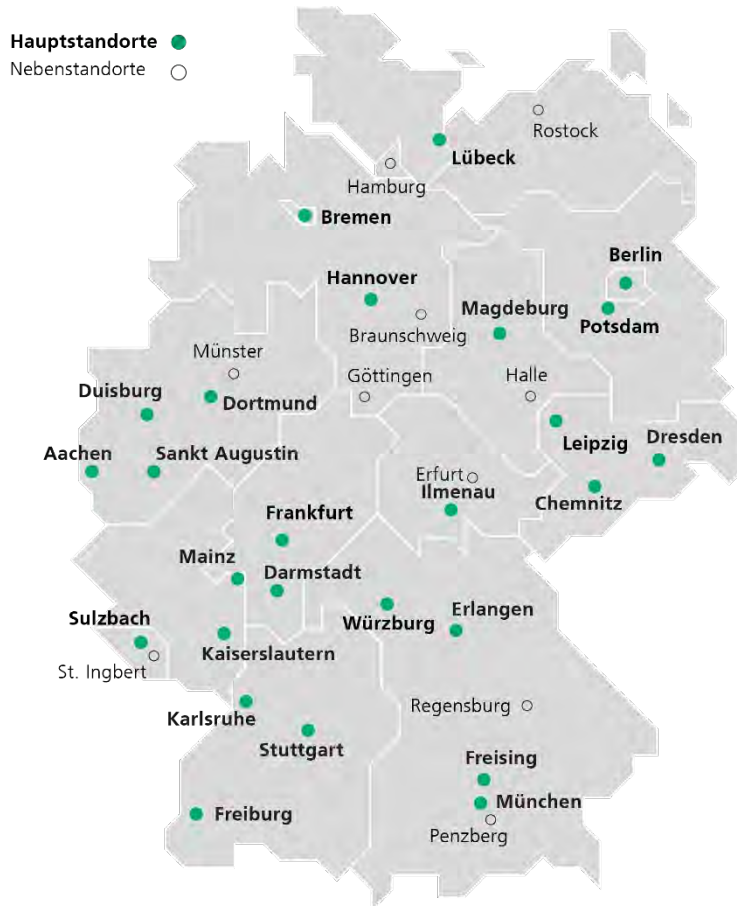 Hauptstandorte
Nebenstandorte
Rostock
Lübeck
Hamburg
Bremen
Berlin
Hannover
Magdeburg
Potsdam
Braunschweig
Münster
Göttingen
Halle
Duisburg
Dortmund
Leipzig
Dresden
Aachen
Sankt Augustin
Erfurt
Ilmenau
Chemnitz
Frankfurt
Mainz
Darmstadt
Sulzbach
Würzburg
Erlangen
Kaiserslautern
St. Ingbert
Regensburg
Karlsruhe
Stuttgart
Freising
München
Freiburg
Penzberg